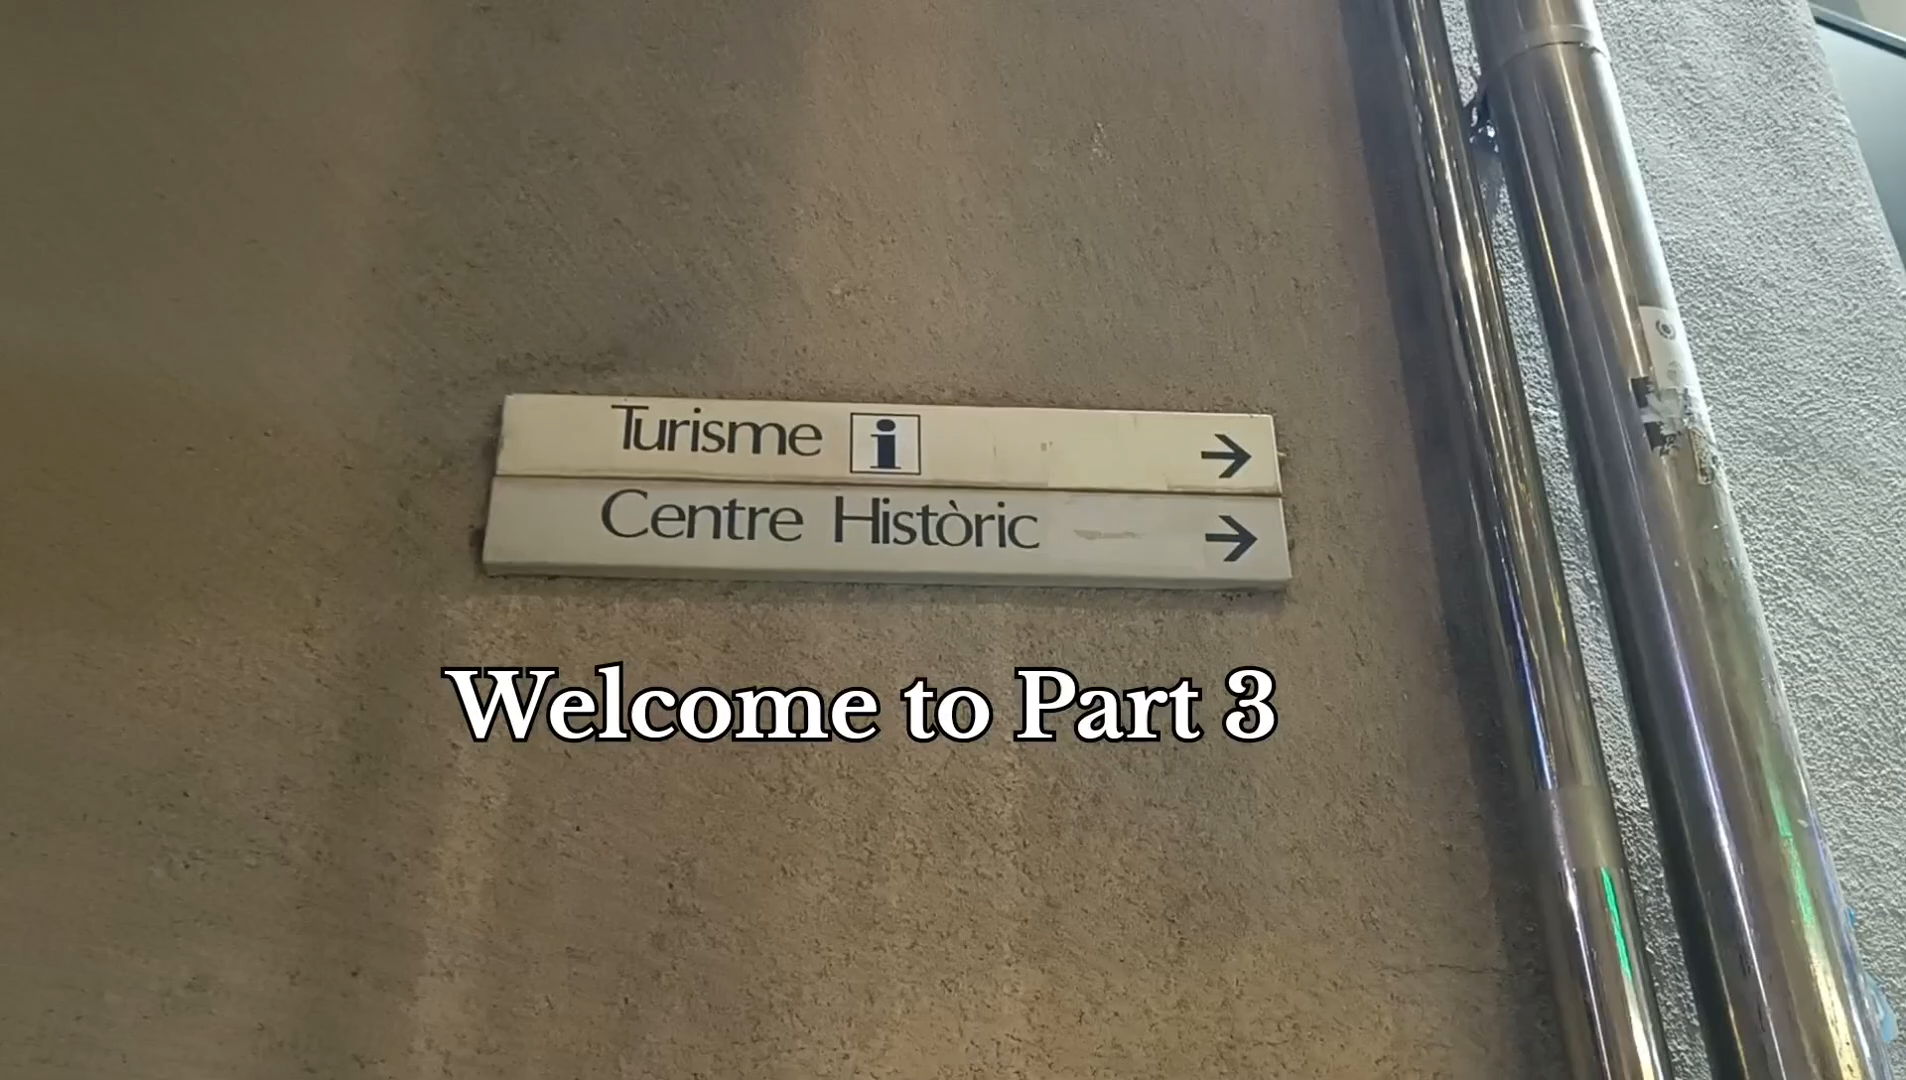 Turisme i →
Centre Històric →
Welcome to Part 3